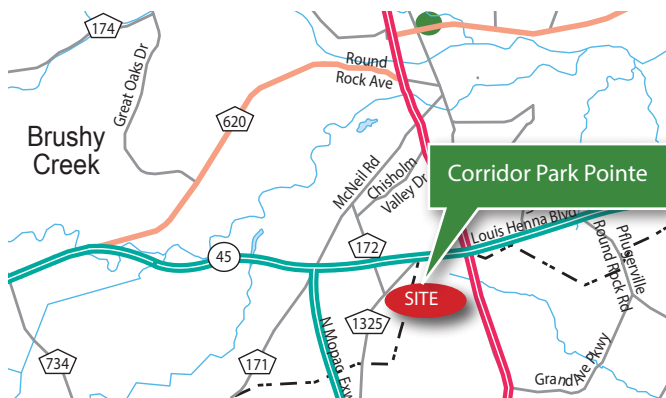 174
Great Oaks Dr
Round
Rock Ave
620
Brushy
Creek
McNeil Rd
Chisholm
Valley Dr
Corridor Park Pointe
Louis Henna Blvd
172
45
Pflugerville
Round Rock Rd
SITE
1325
N Mopac Exw
734
171
Grand Ave Pkwy